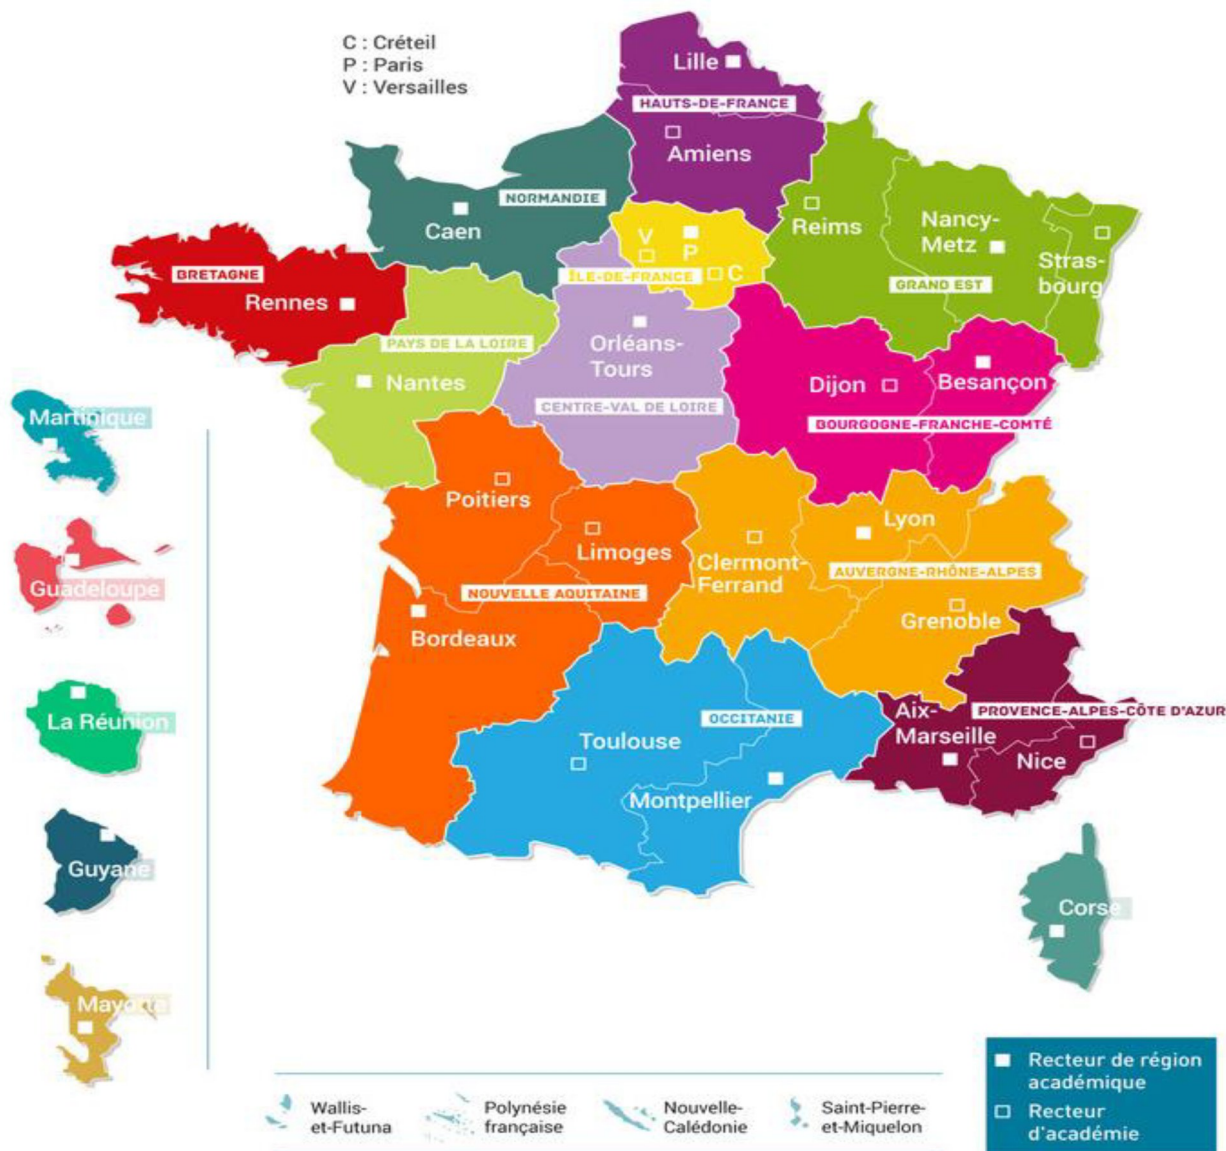 C : Créteil
P : Paris
V : Versailles
Lille
HAUTS-DE-FRANCE
Amiens
NORMANDIE
Caen
Reims
Nancy-
Metz
Stras-
bourg
GRAND EST
V
P
C
ÎLE-DE-FRANCE
BRETAGNE
Rennes
PAYS DE LA LOIRE
Nantes
Orléans-
Tours
CENTRE-VAL DE LOIRE
Dijon
Besançon
BOURGOGNE-FRANCHE-COMTÉ
Poitiers
Limoges
NOUVELLE AQUITAINE
Bordeaux
Clermont-
Ferrand
Lyon
AUVERGNE-RHÔNE-ALPES
Grenoble
OCCITANIE
Toulouse
Montpellier
Aix-
Marseille
PROVENCE-ALPES-CÔTE D'AZUR
Nice
Corse
Martinique
Guadeloupe
La Réunion
Guyane
Mayotte
Wallis-
et-Futuna
Polynésie
française
Nouvelle-
Calédonie
Saint-Pierre-
et-Miquelon
Recteur de région
académique
Recteur
d'académie